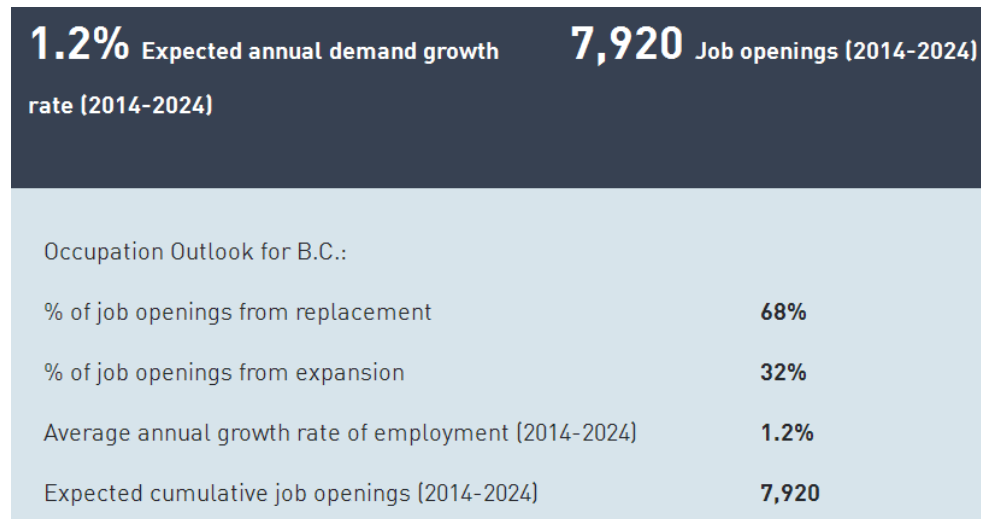 1.2% Expected annual demand growth
rate (2014-2024)
7,920 Job openings (2014-2024)
Occupation Outlook for B.C.:
% of job openings from replacement 68%
% of job openings from expansion 32%
Average annual growth rate of employment (2014-2024) 1.2%
Expected cumulative job openings (2014-2024) 7,920